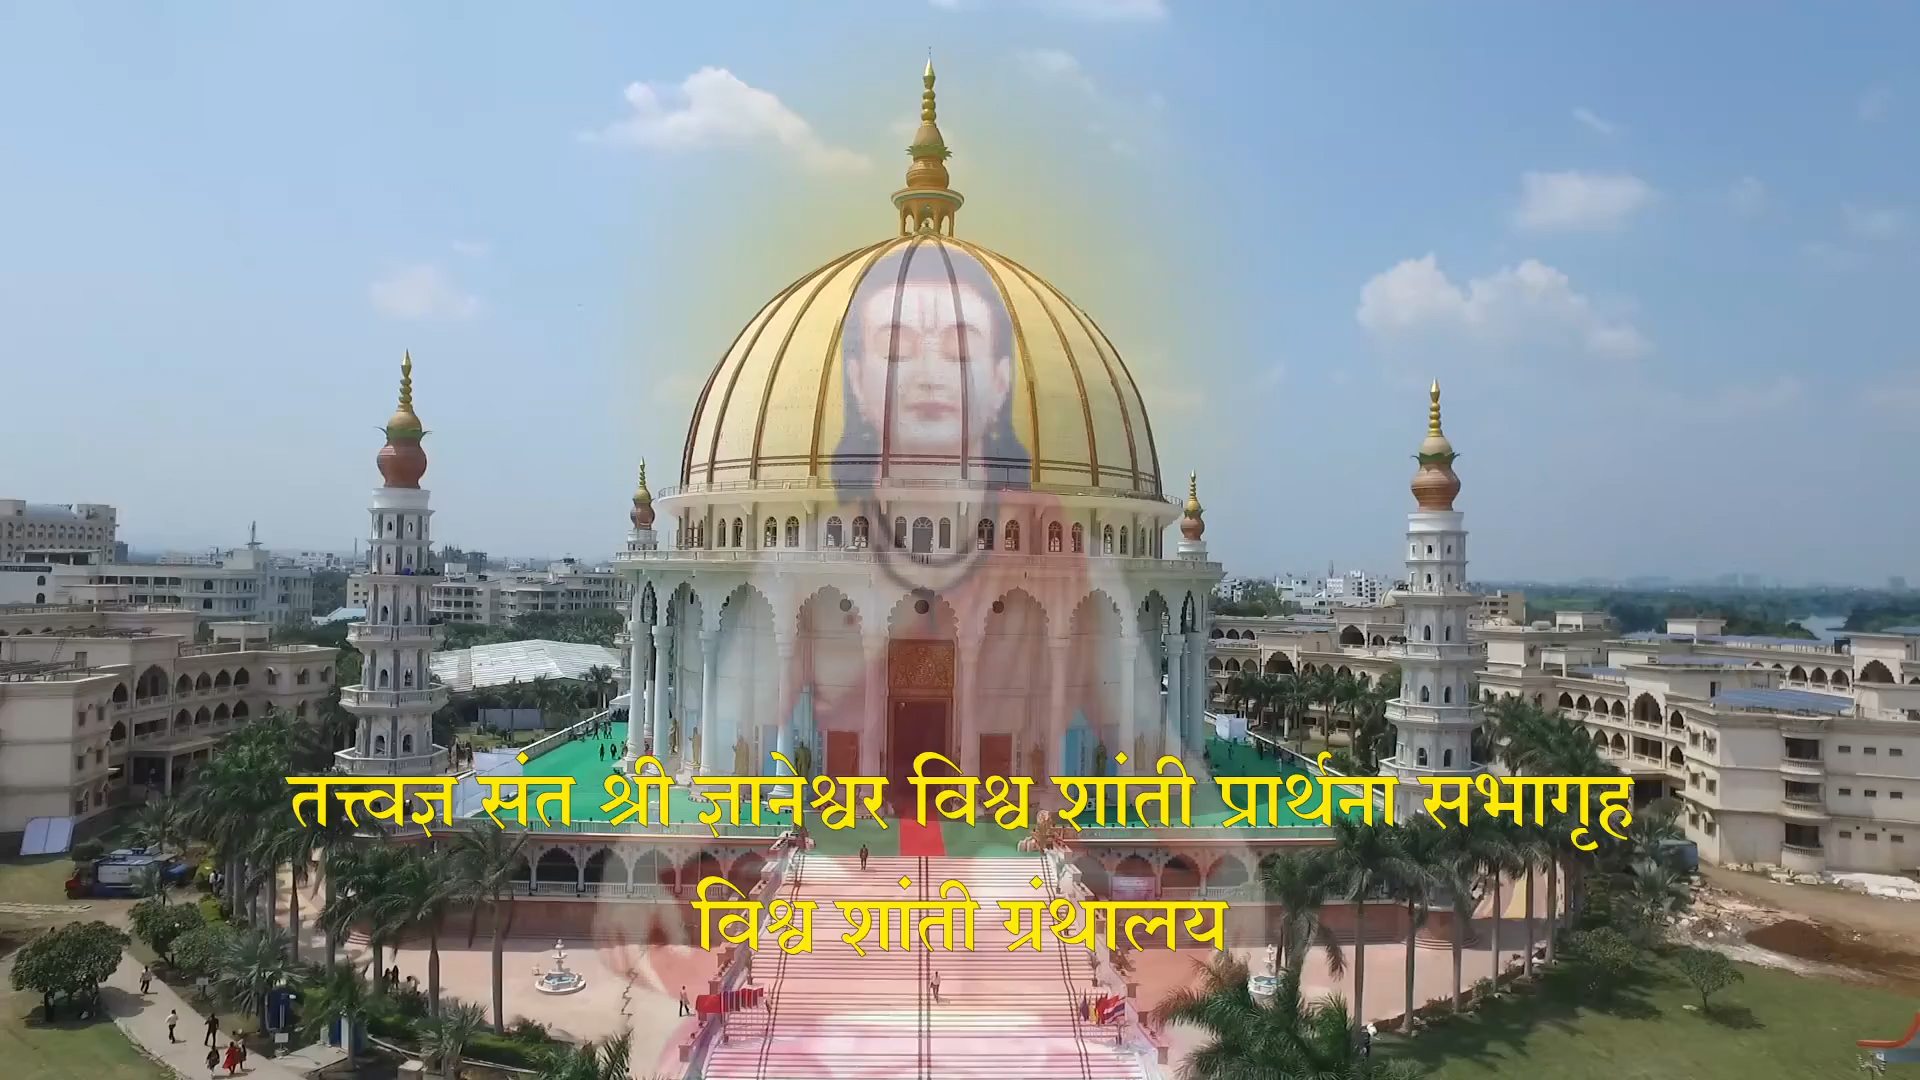 तत्त्वज्ञ संत श्री ज्ञानेश्वर विश्व शांती प्रार्थना सभागृह
विश्व शांती ग्रंथालय